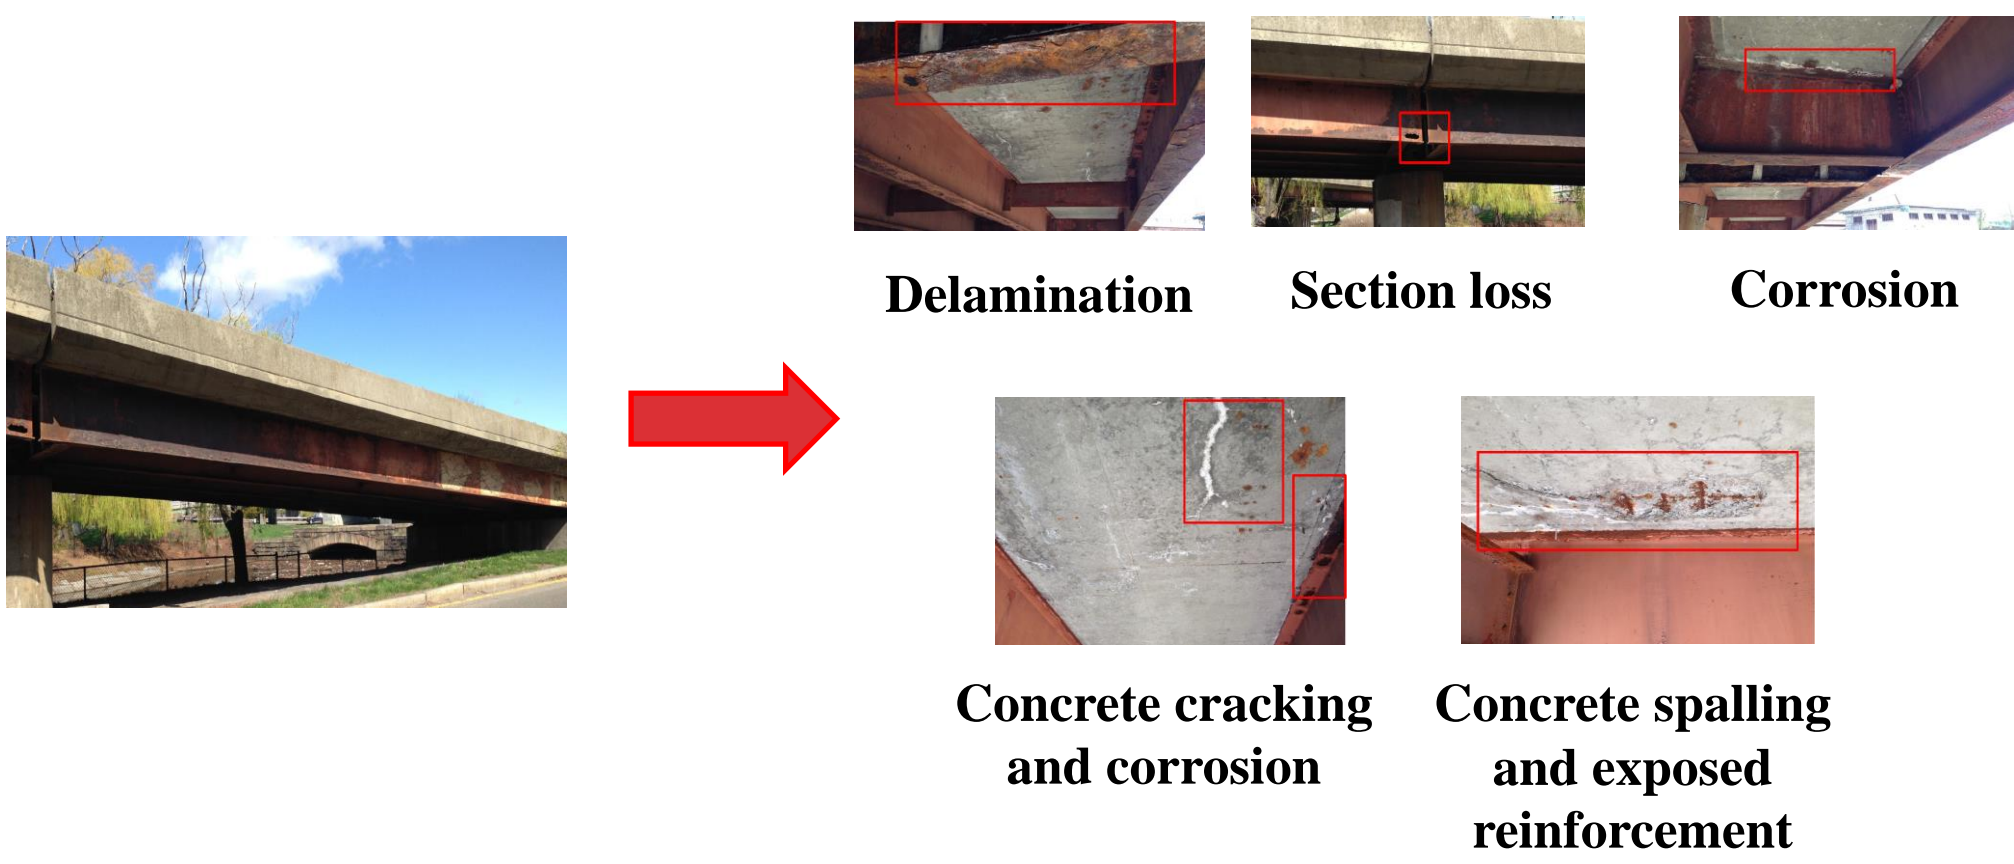 Delamination
Section loss
Corrosion
Concrete cracking
and corrosion
Concrete spalling
and exposed
reinforcement